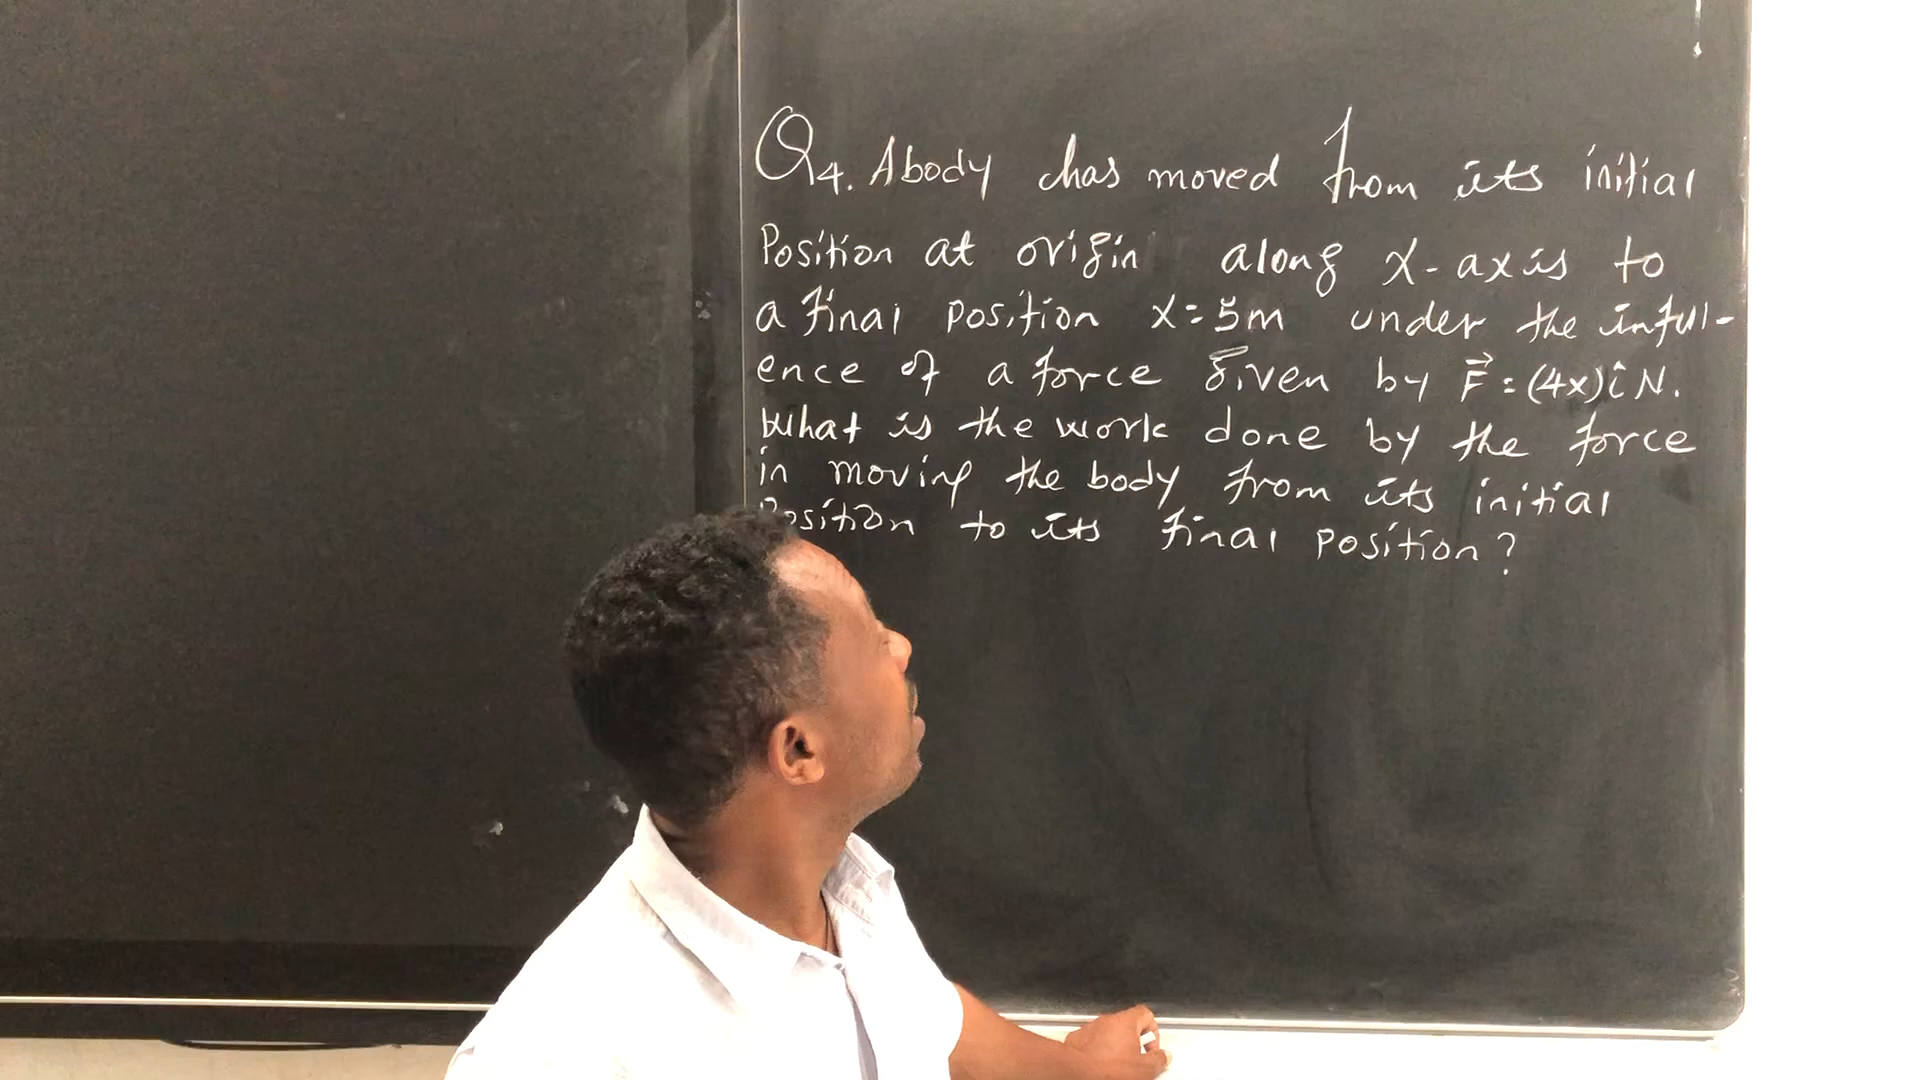 Q4. A body has moved from its initial
Position at origin along X-axis to
a final position X=5m under the inful-
ence of a force given by F⃗=(4x)î N.
What is the work done by the force
in moving the body from its initial
Position to its final position?